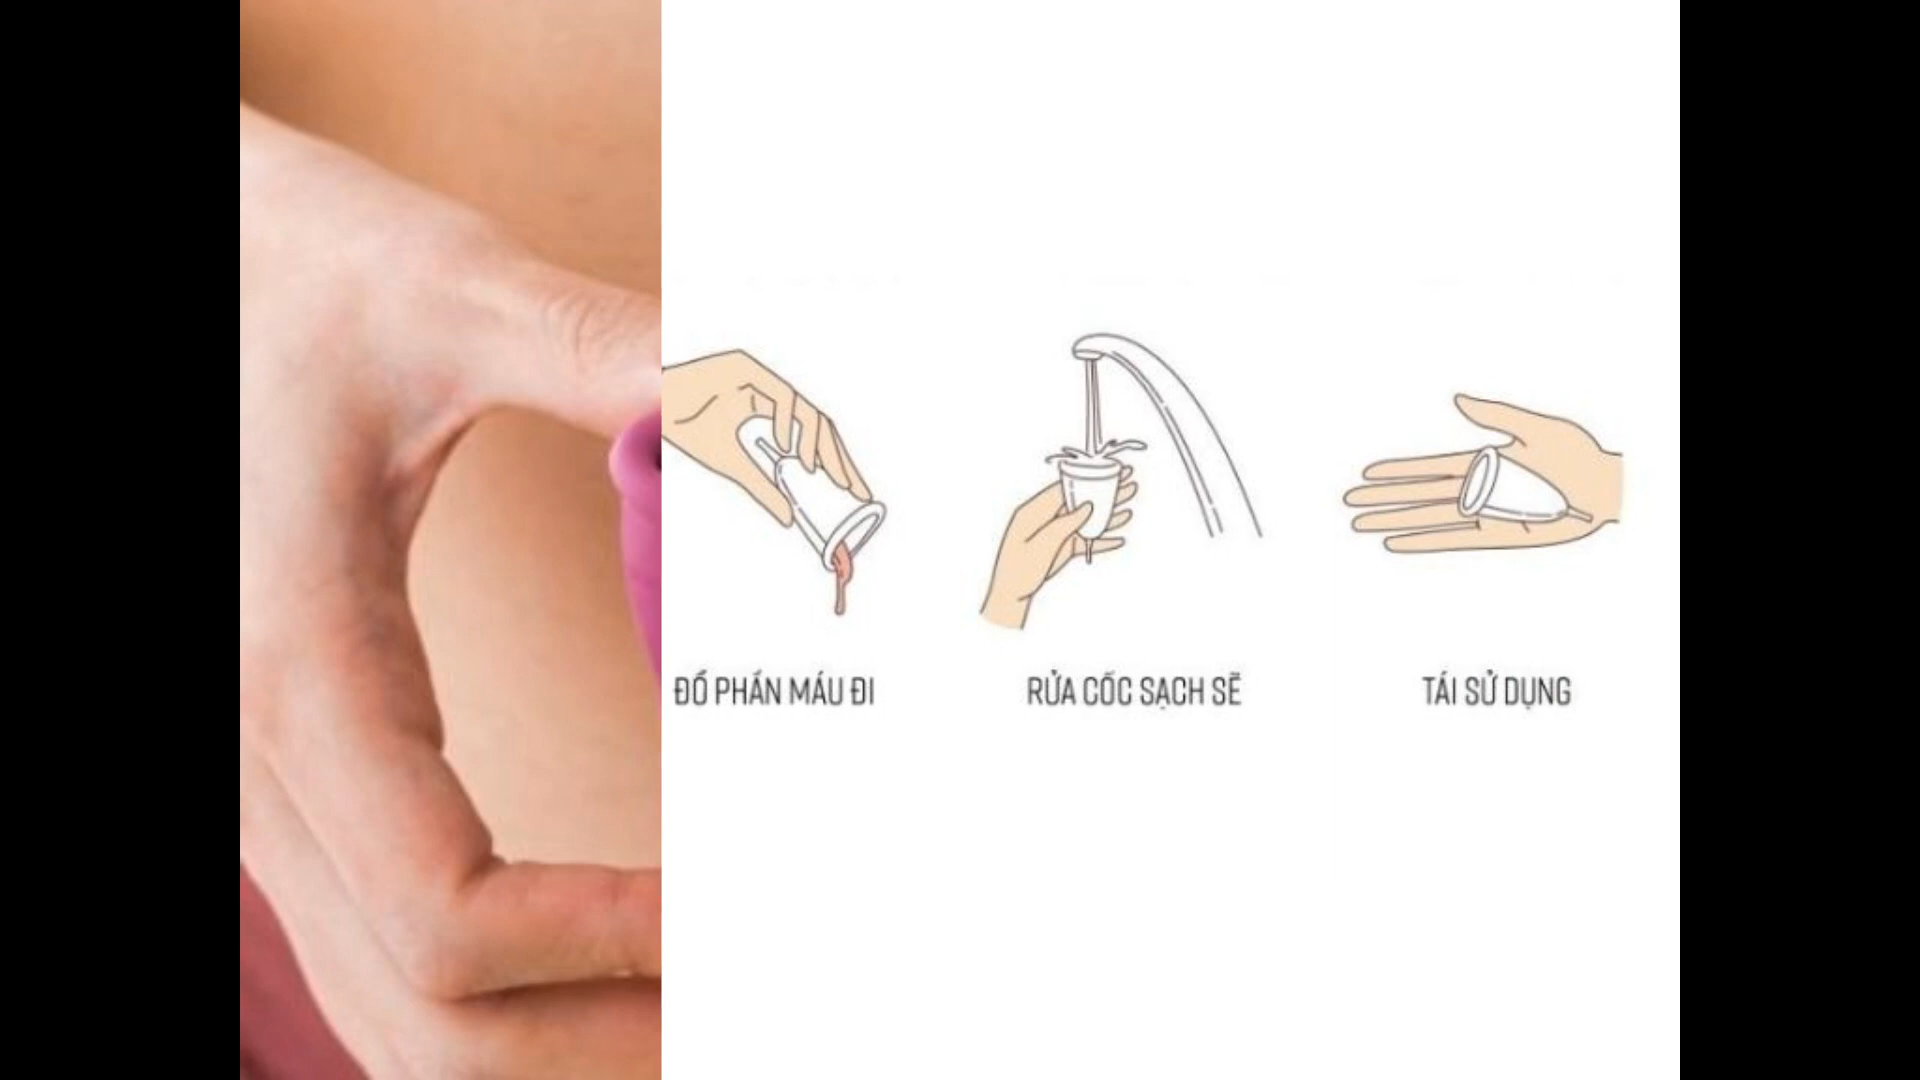 ĐỔ PHẦN MÁU ĐI
RỬA CỐC SẠCH SẼ
TÁI SỬ DỤNG